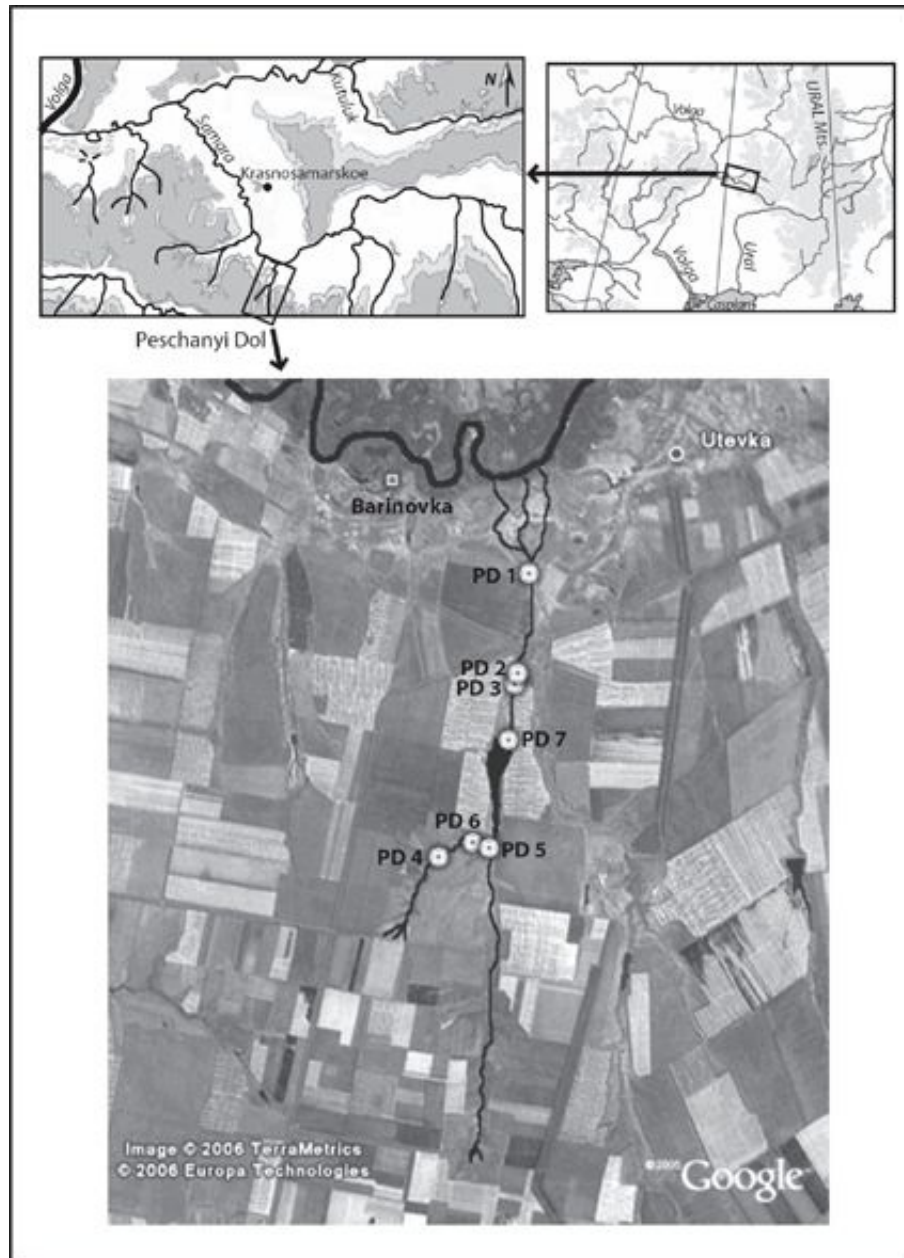 Volga
Samara
Kutuluk
N
Krasnosamarskoe
Volga
URAL Mts.
Volga
Ural
Caspian
Peschanyi Dol
Utevka
Barinovka
PD 1
PD 2
PD 3
PD 7
PD 6
PD 4
PD 5
Image © 2006 TerraMetrics
© 2006 Europa Technologies
© 2005 Google™